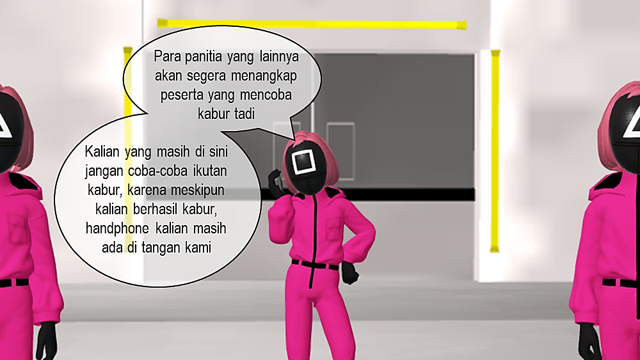 Para panitia yang lainnya
akan segera menangkap
peserta yang mencoba
kabur tadi
Kalian yang masih di sini
jangan coba-coba ikutan
kabur, karena meskipun
kalian berhasil kabur,
handphone kalian masih
ada di tangan kami